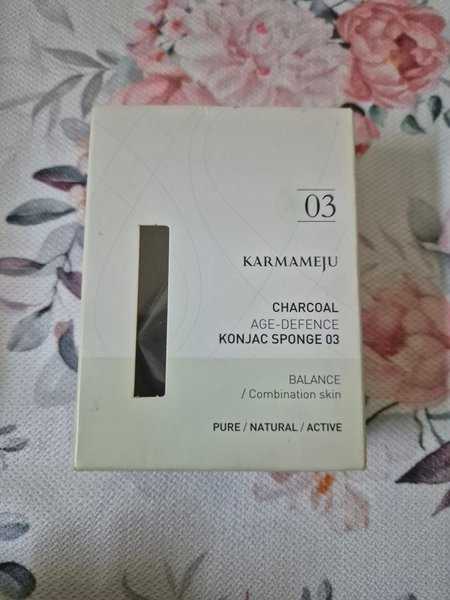 03
KARMAMEJU
CHARCOAL
AGE-DEFENCE
KONJAC SPONGE 03
BALANCE
/ Combination skin
PURE / NATURAL / ACTIVE